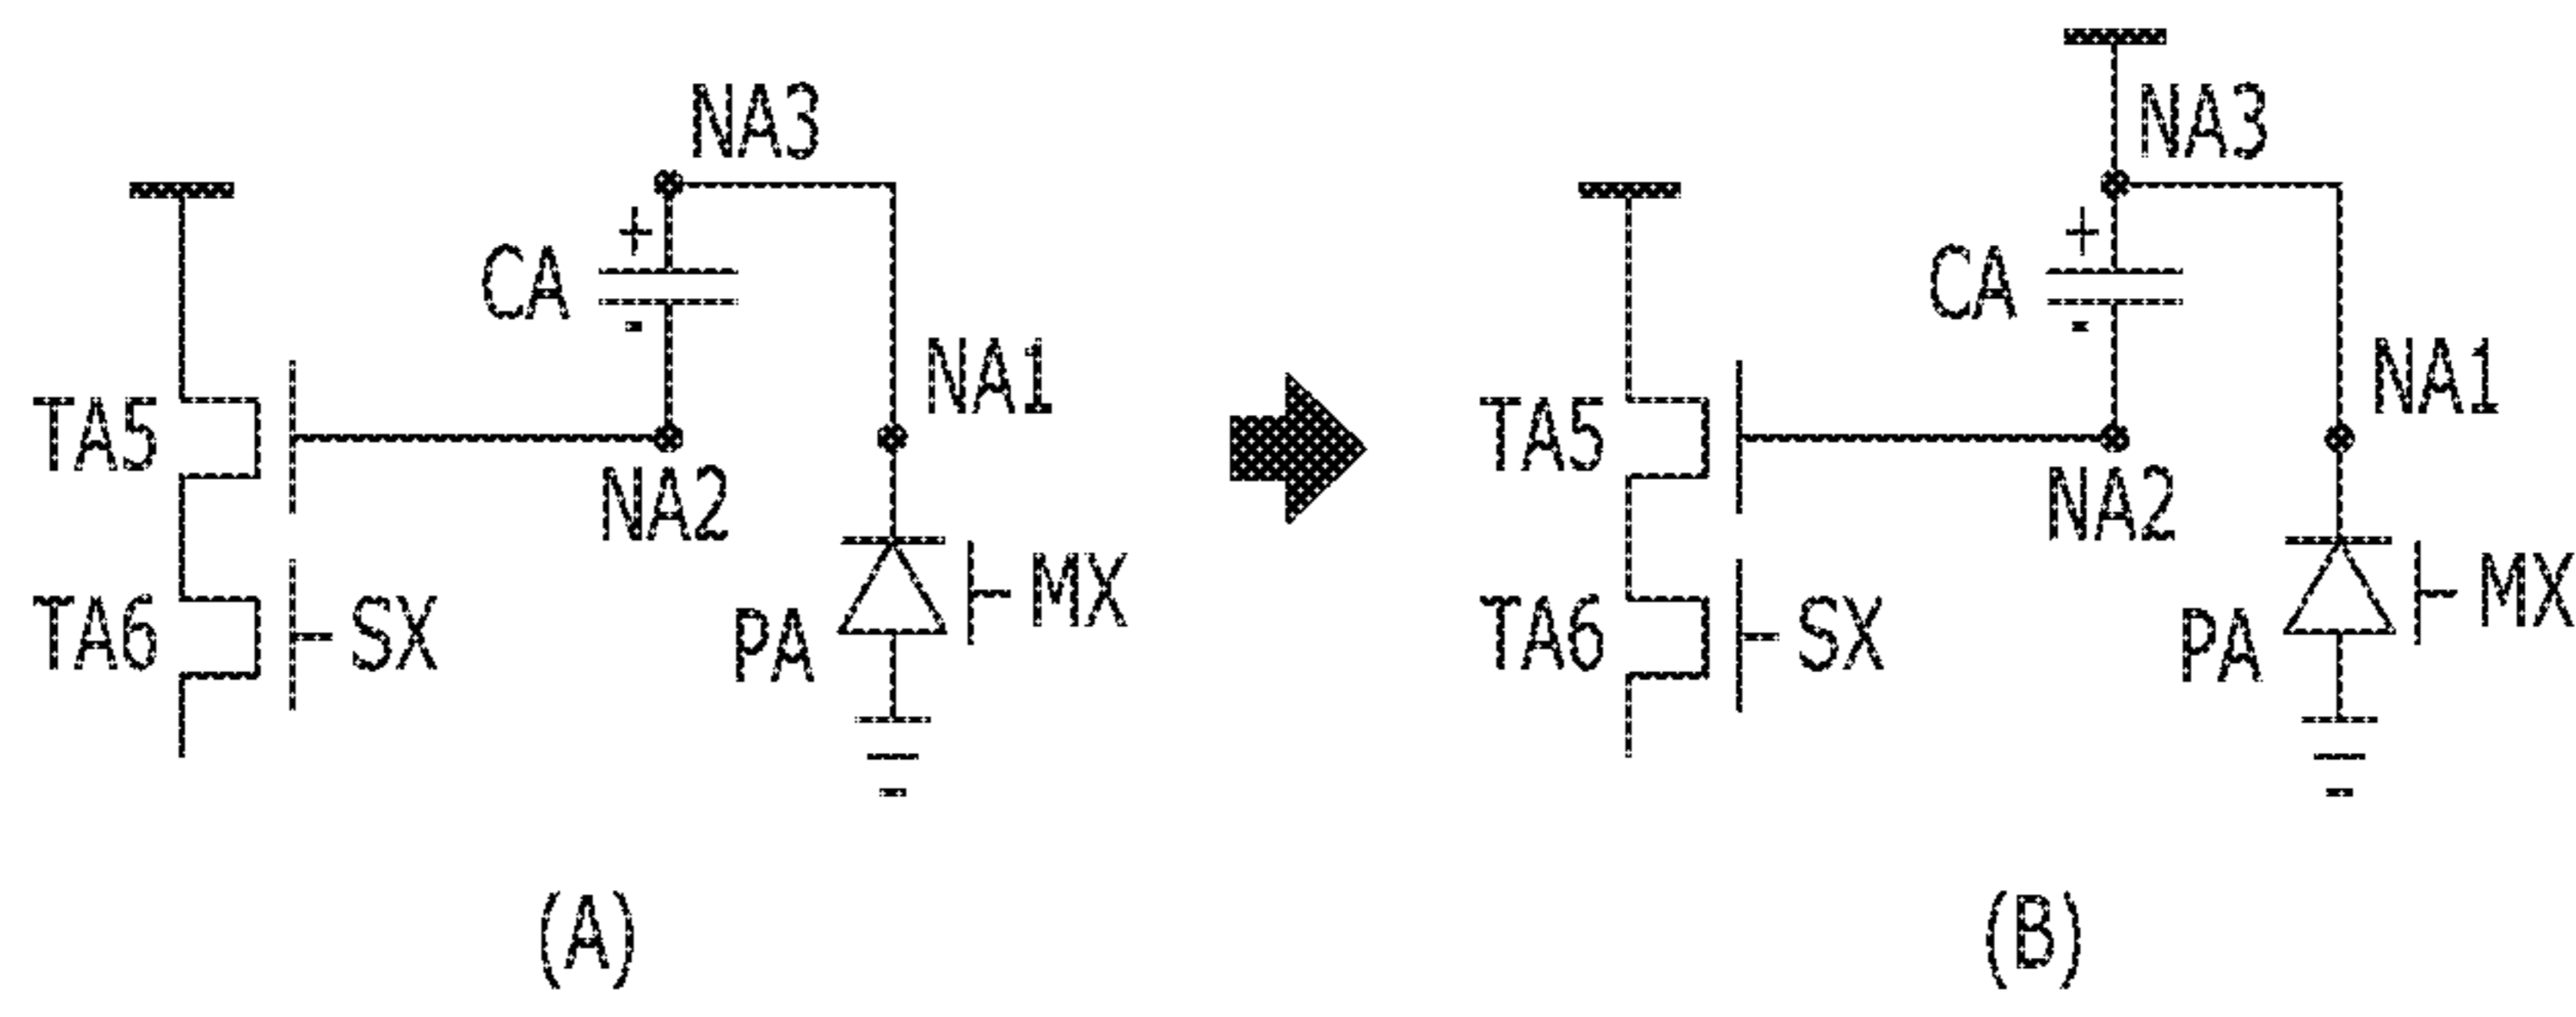 NA3
+
CA
-
NA1
TA5
NA2
TA6
SX
PA
MX
(A)
NA3
+
CA
-
NA1
TA5
NA2
TA6
SX
PA
MX
(B)